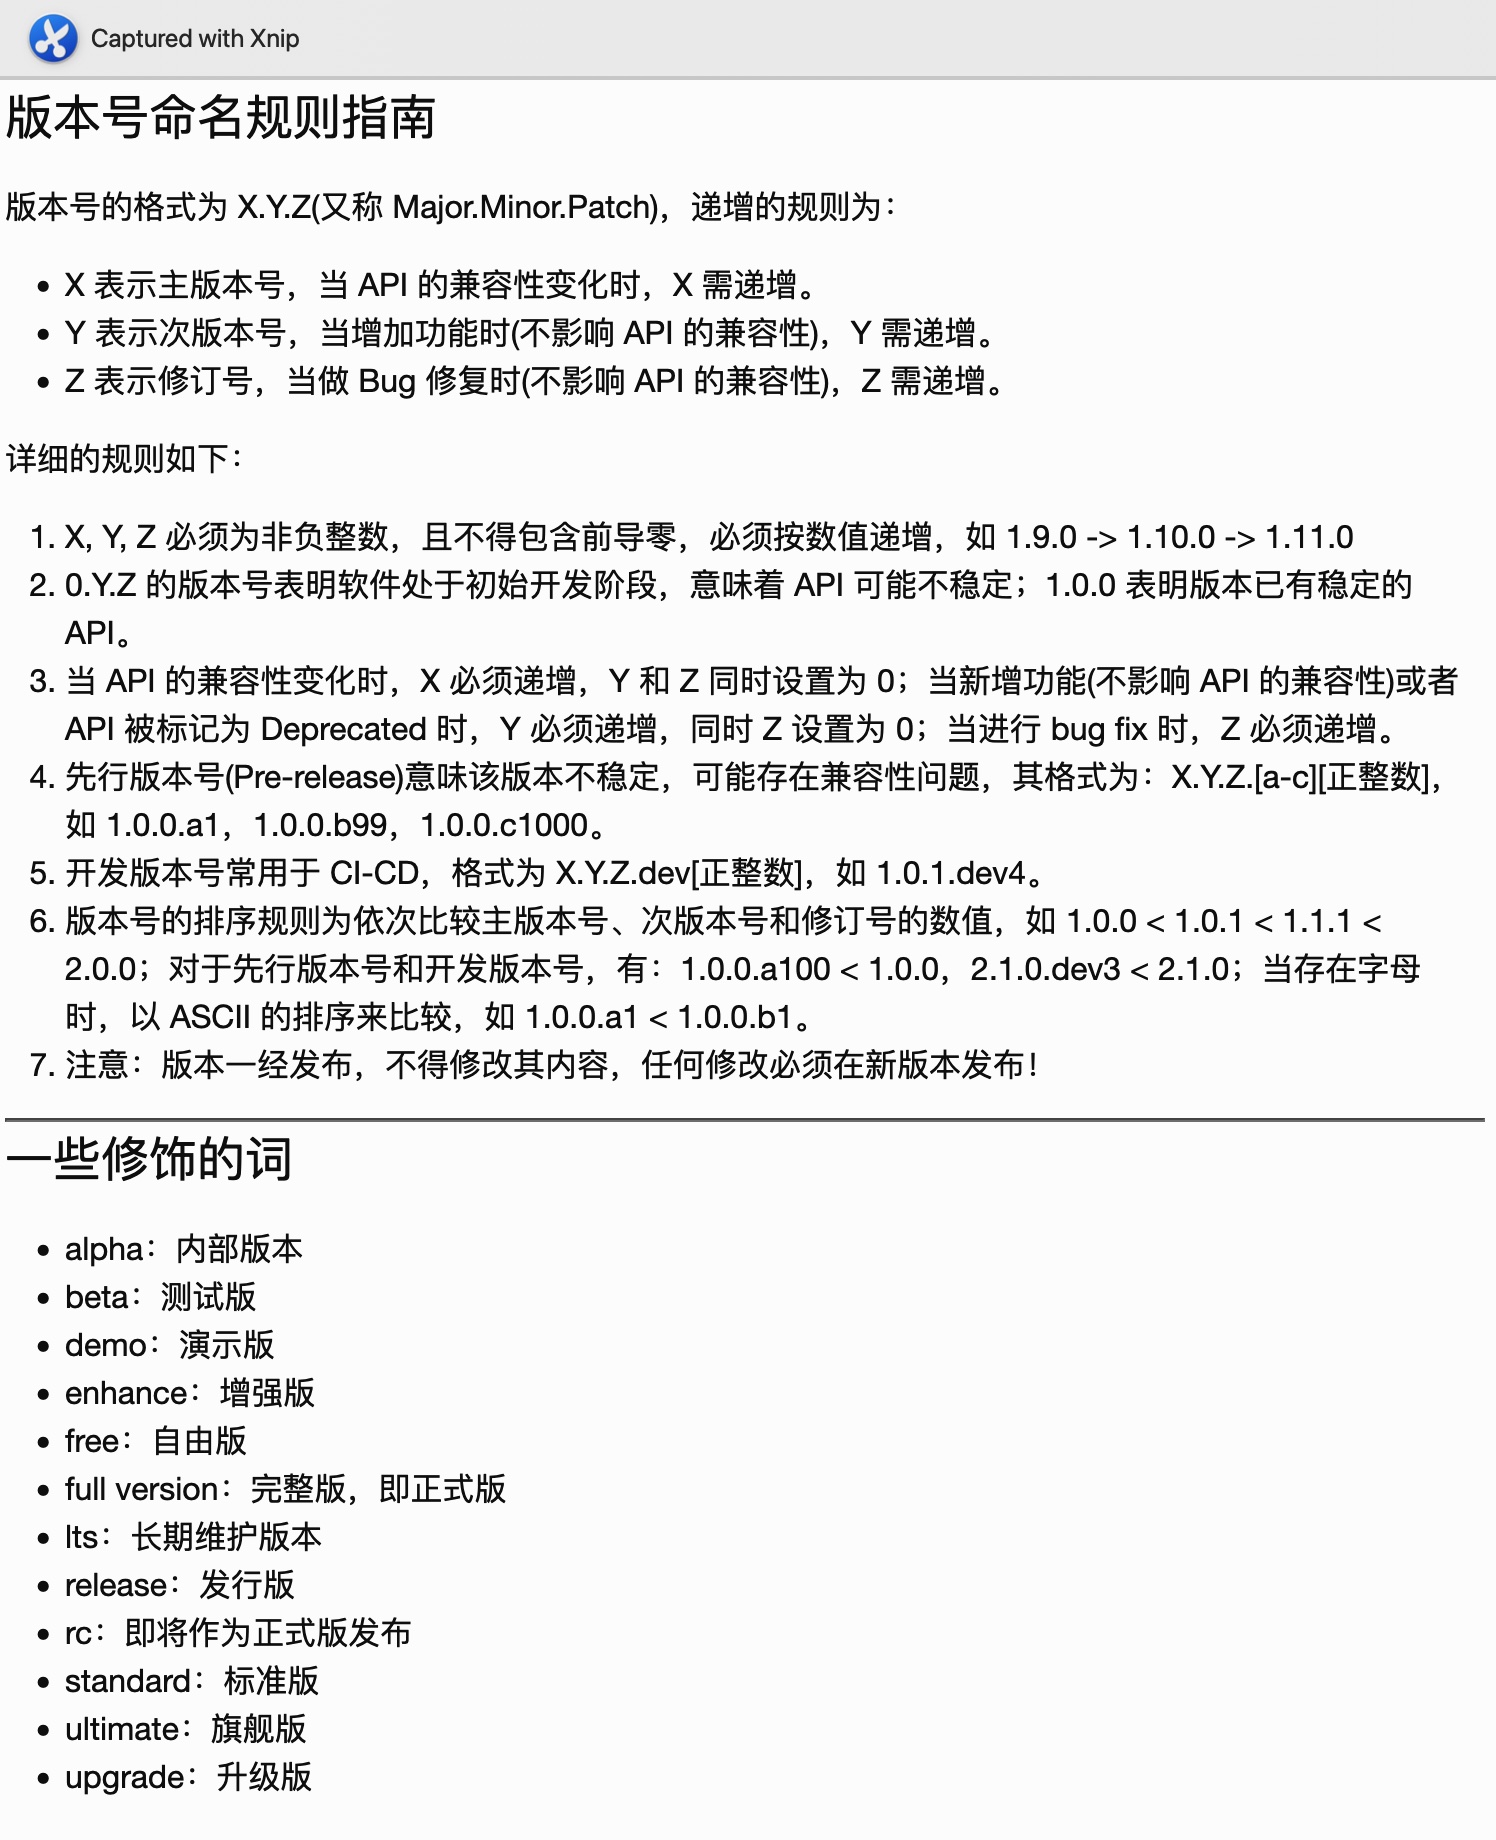 Captured with Xnip
版本号命名规则指南
版本号的格式为 X.Y.Z(又称 Major.Minor.Patch)，递增的规则为：
• X 表示主版本号，当 API 的兼容性变化时，X 需递增。
• Y 表示次版本号，当增加功能时(不影响 API 的兼容性)，Y 需递增。
• Z 表示修订号，当做 Bug 修复时(不影响 API 的兼容性)，Z 需递增。
详细的规则如下：
1. X, Y, Z 必须为非负整数，且不得包含前导零，必须按数值递增，如 1.9.0 -> 1.10.0 -> 1.11.0
2. 0.Y.Z 的版本号表明软件处于初始开发阶段，意味着 API 可能不稳定；1.0.0 表明版本已有稳定的
API。
3. 当 API 的兼容性变化时，X 必须递增，Y 和 Z 同时设置为 0；当新增功能(不影响 API 的兼容性)或者
API 被标记为 Deprecated 时，Y 必须递增，同时 Z 设置为 0；当进行 bug fix 时，Z 必须递增。
4. 先行版本号(Pre-release)意味该版本不稳定，可能存在兼容性问题，其格式为：X.Y.Z.[a-c][正整数]，
如 1.0.0.a1，1.0.0.b99，1.0.0.c1000。
5. 开发版本号常用于 CI-CD，格式为 X.Y.Z.dev[正整数]，如 1.0.1.dev4。
6. 版本号的排序规则为依次比较主版本号、次版本号和修订号的数值，如 1.0.0 < 1.0.1 < 1.1.1 <
2.0.0；对于先行版本号和开发版本号，有：1.0.0.a100 < 1.0.0，2.1.0.dev3 < 2.1.0；当存在字母
时，以 ASCII 的排序来比较，如 1.0.0.a1 < 1.0.0.b1。
7. 注意：版本一经发布，不得修改其内容，任何修改必须在新版本发布！
一些修饰的词
• alpha：内部版本
• beta：测试版
• demo：演示版
• enhance：增强版
• free：自由版
• full version：完整版，即正式版
• lts：长期维护版本
• release：发行版
• rc：即将作为正式版发布
• standard：标准版
• ultimate：旗舰版
• upgrade：升级版